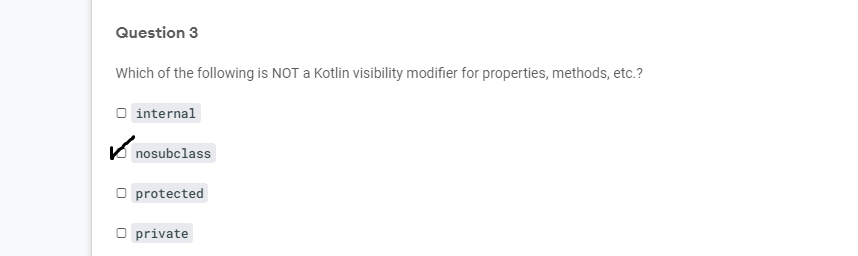 Question 3
Which of the following is NOT a Kotlin visibility modifier for properties, methods, etc.?
internal
nosubclass
protected
private